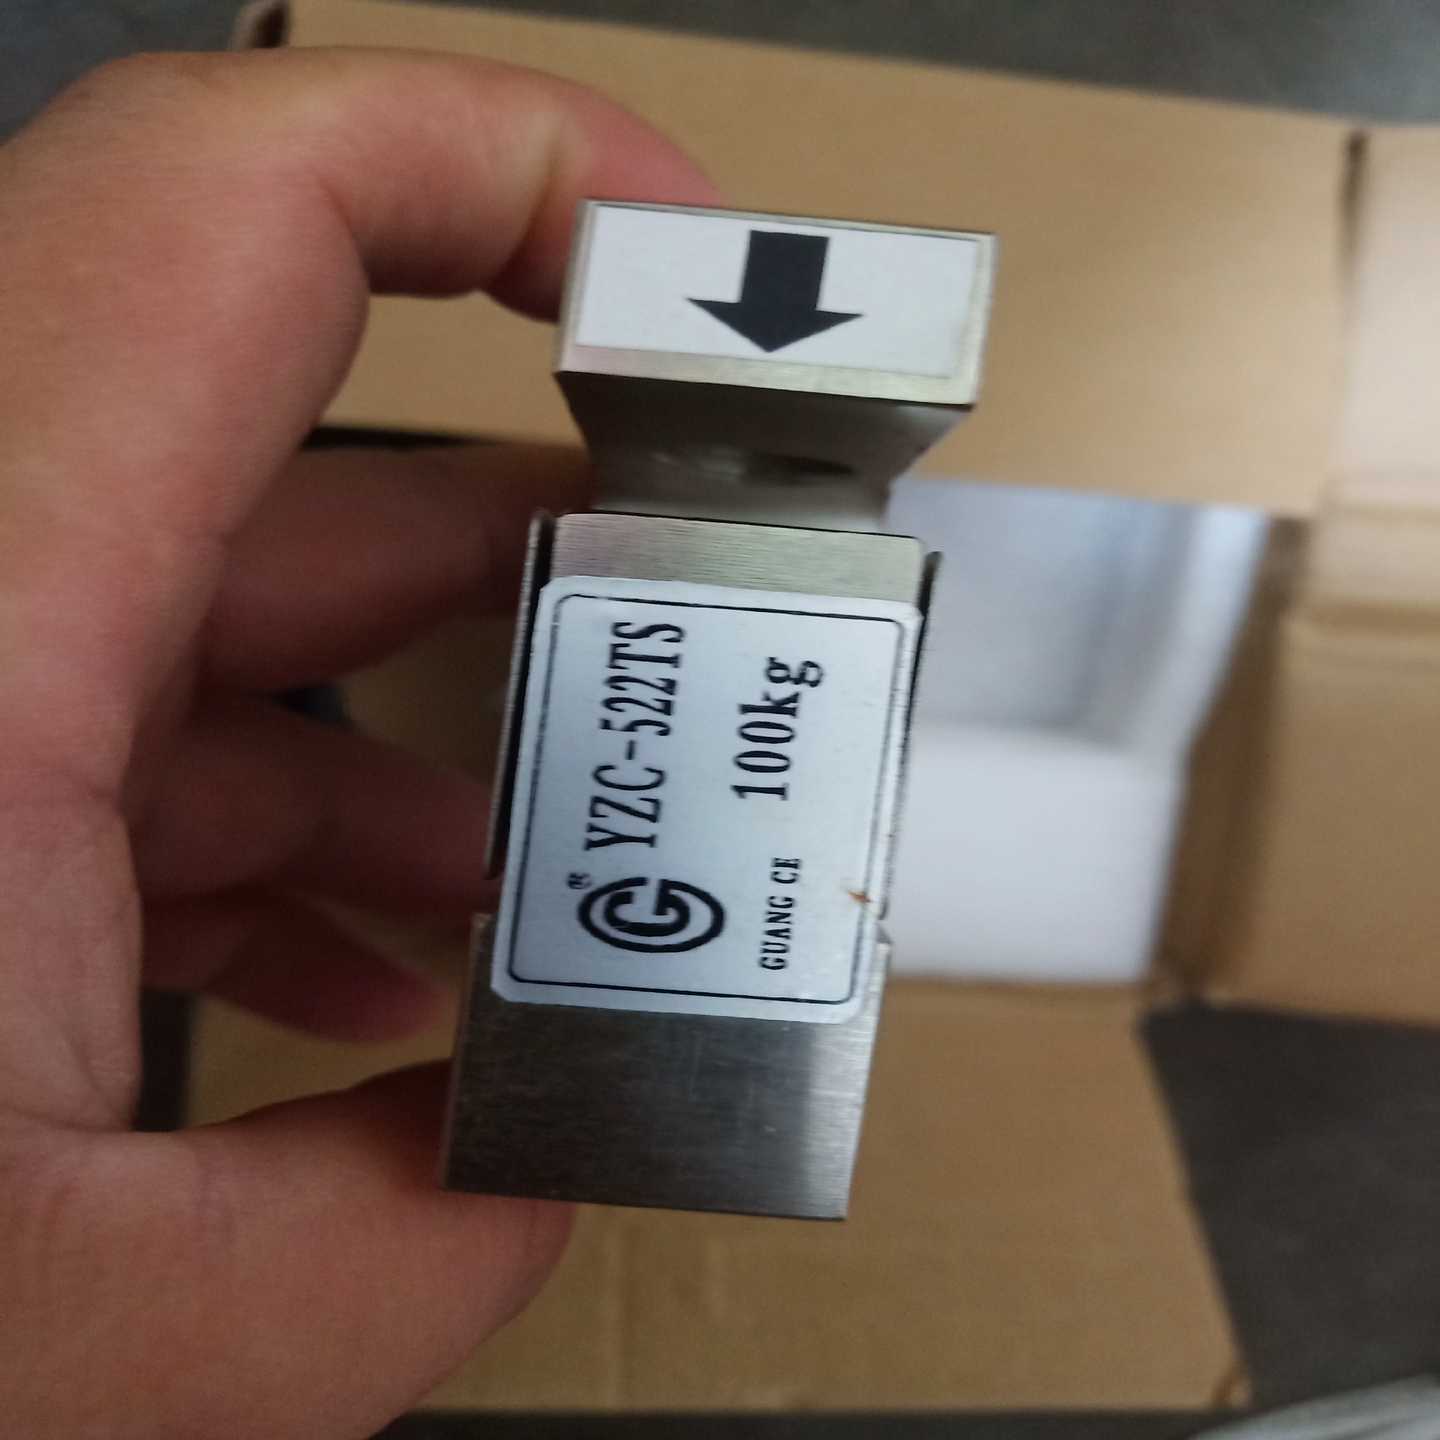 ® YZC-522TS
100kg
GUANG CE